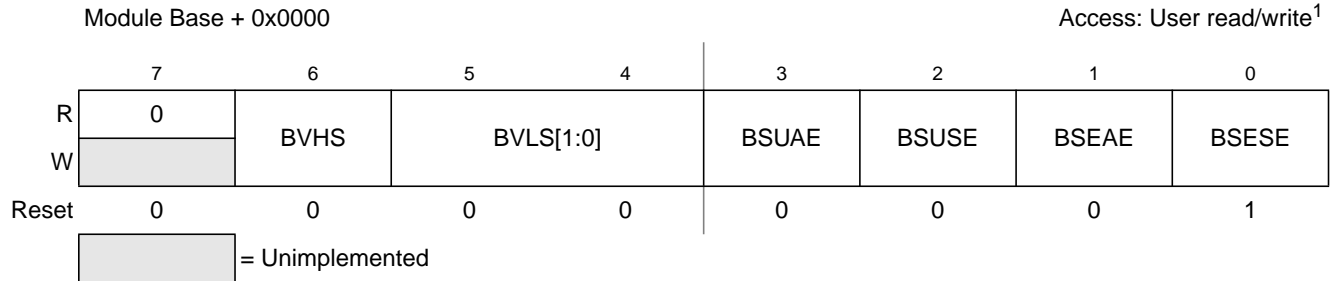 Module Base + 0x0000 Access: User read/write1
7 6 5 4 3 2 1 0
R 0 BVHS BVLS[1:0] BSUAE BSUSE BSEAE BSESE
W
Reset 0 0 0 0 0 0 0 1
= Unimplemented